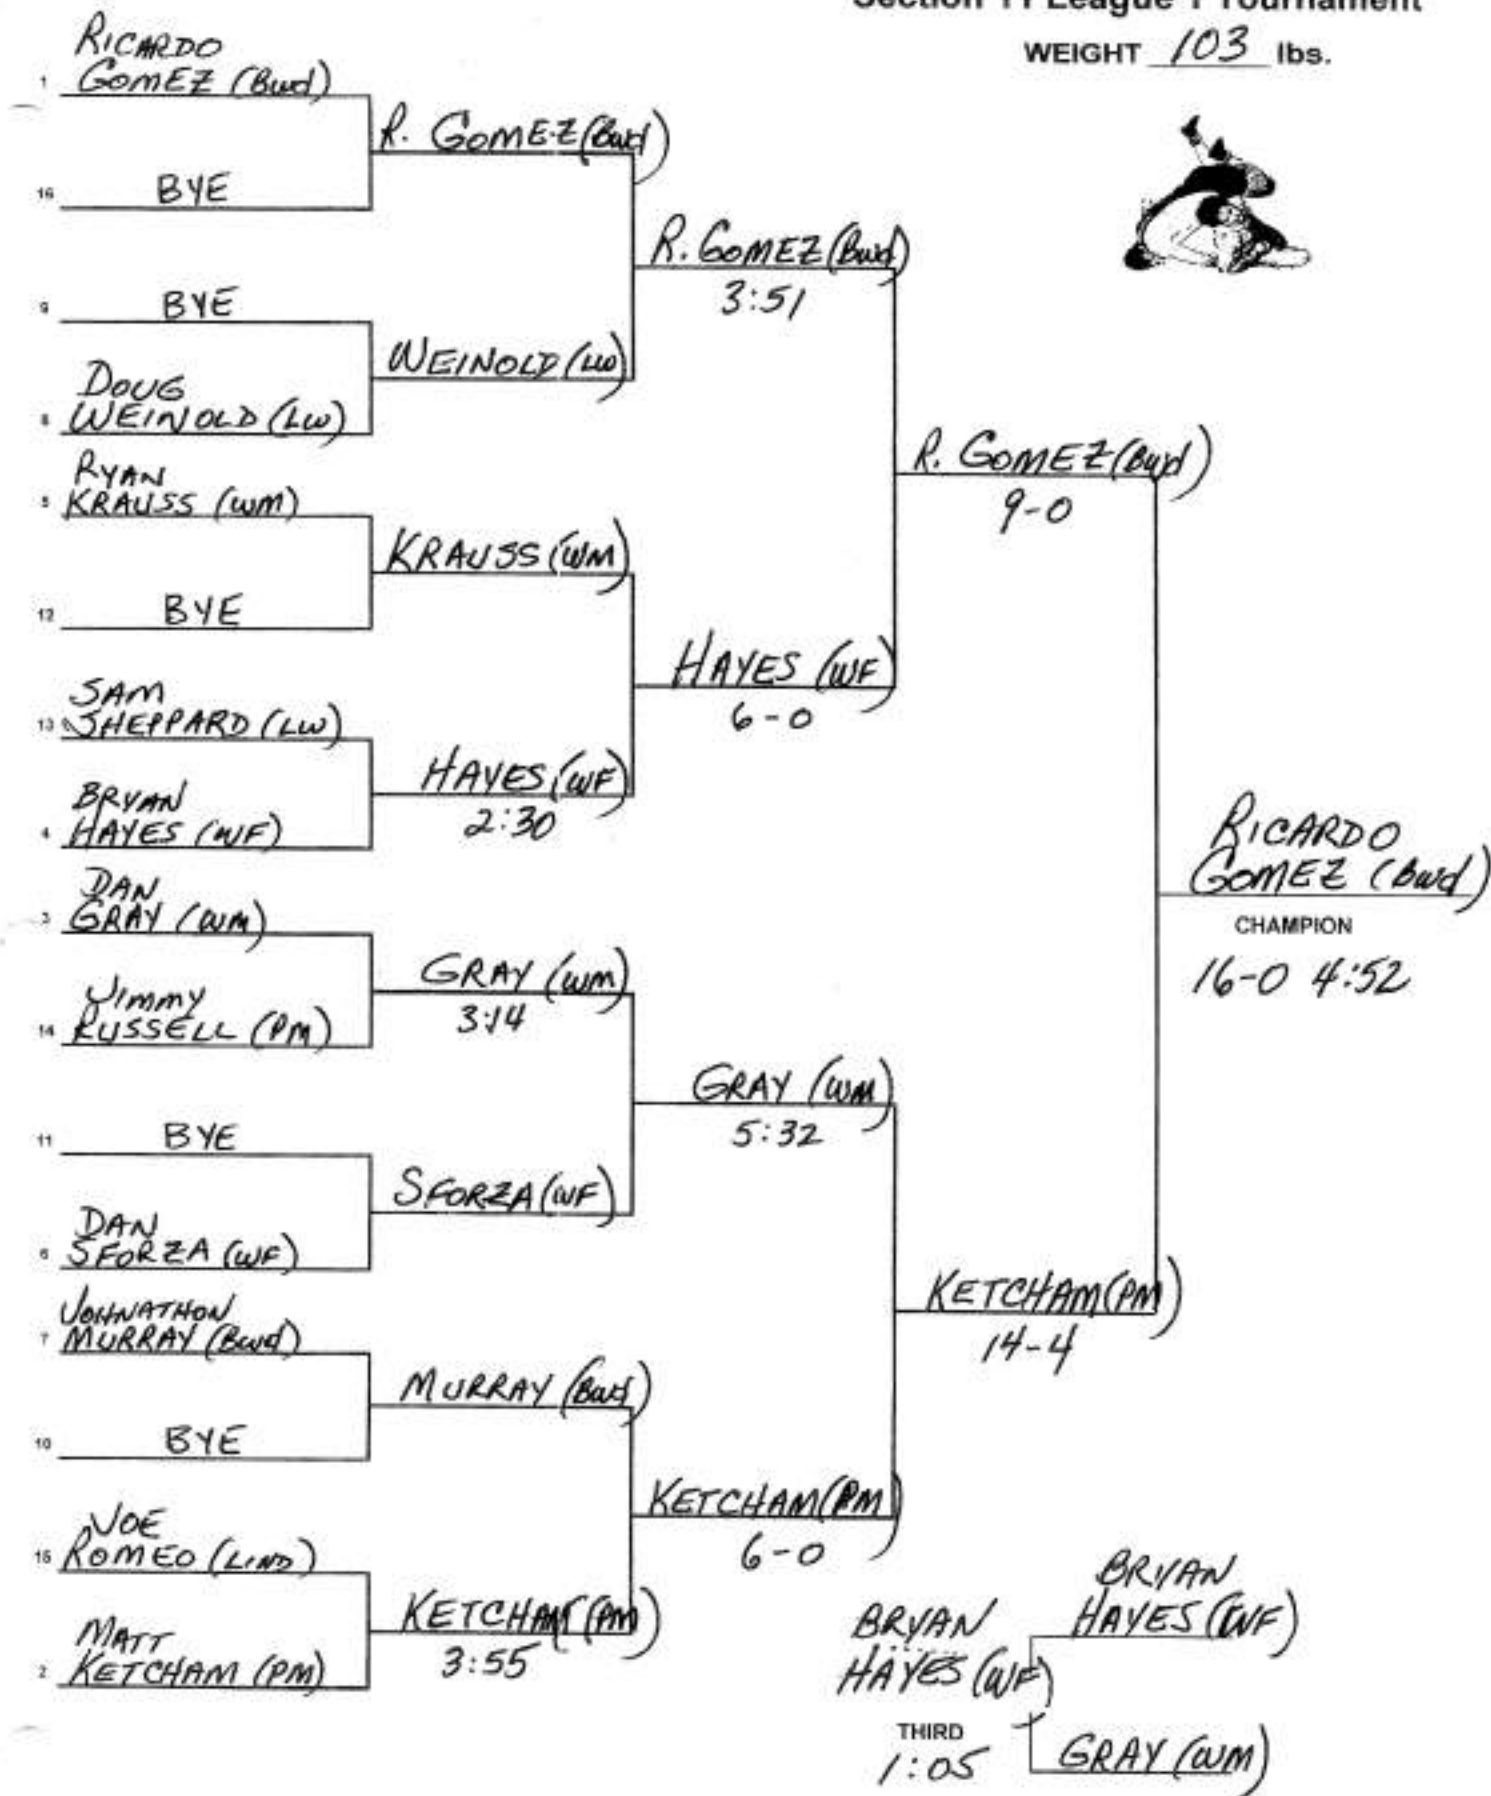 Section 11 League 1 Tournament
WEIGHT 103 lbs.
RICARDO
1 GOMEZ (Bwd)
R. GOMEZ (Bwd)
16 BYE
R. GOMEZ (Bwd)
3:51
9 BYE
WEINOLD (LW)
DOUG
8 WEINOLD (LW)
R. GOMEZ (Bwd)
9-0
RYAN
5 KRAUSS (WM)
KRAUSS (WM)
12 BYE
HAYES (WF)
6-0
SAM
13 SHEPPARD (LW)
HAYES (WF)
2:30
BRYAN
4 HAYES (WF)
RICARDO
GOMEZ (Bwd)
CHAMPION
16-0 4:52
DAN
3 GRAY (WM)
GRAY (WM)
3:14
Jimmy
14 RUSSELL (PM)
GRAY (WM)
5:32
11 BYE
SFORZA (WF)
DAN
6 SFORZA (WF)
KETCHAM (PM)
14-4
JOHNATHON
7 MURRAY (Bwd)
MURRAY (Bwd)
10 BYE
KETCHAM (PM)
6-0
JOE
15 ROMEO (LIND)
KETCHAM (PM)
3:55
MATT
2 KETCHAM (PM)
BRYAN
HAYES (WF)
BRYAN
HAYES (WF)
THIRD
1:05
GRAY (WM)